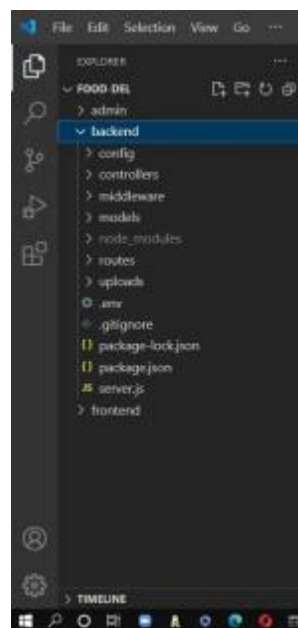 File Edit Selection View Go ...
EXPLORER ...
FOOD DEL
admin
backend
config
controllers
middleware
models
node_modules
routes
uploads
.env
.gitignore
{} package-lock.json
{} package.json
JS server.js
frontend
TIMELINE